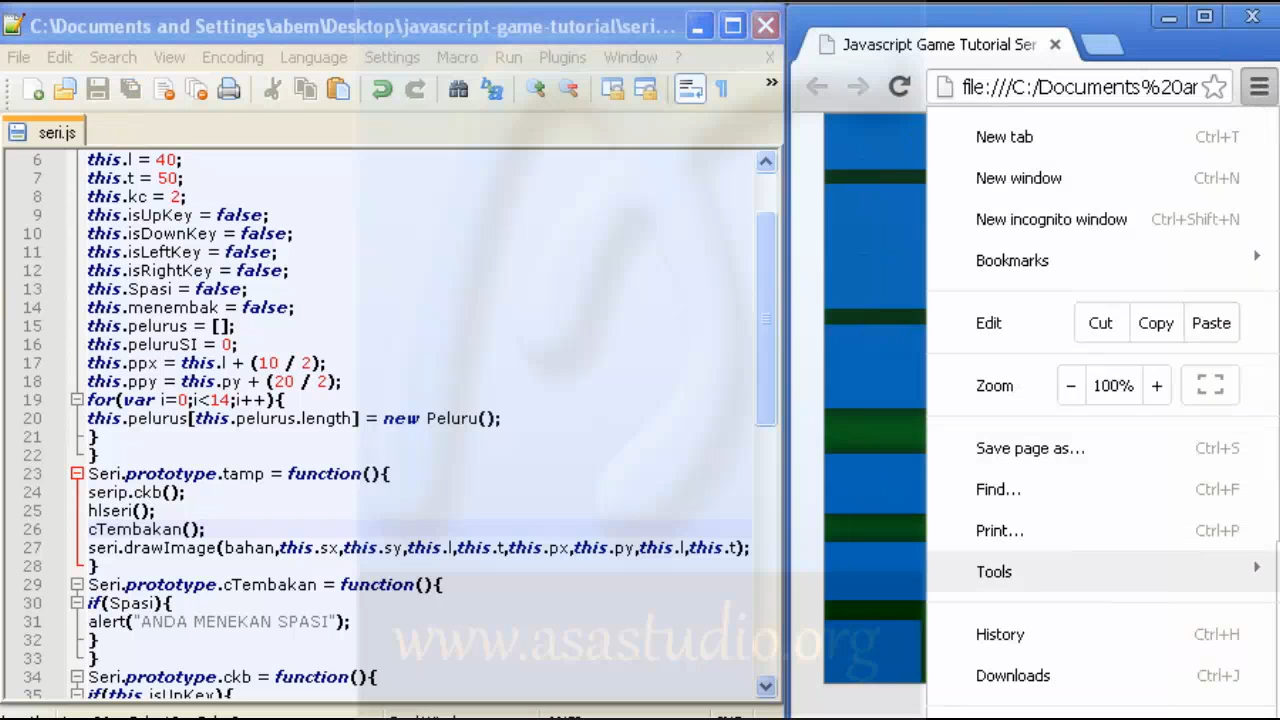 C:\Documents and Settings\abem\Desktop\javascript-game-tutorial\seri...
File Edit Search View Encoding Language Settings Macro Run Plugins Window ? X
seri.js
6 this.l = 40;
7 this.t = 50;
8 this.kc = 2;
9 this.isUpKey = false;
10 this.isDownKey = false;
11 this.isLeftKey = false;
12 this.isRightKey = false;
13 this.Spasi = false;
14 this.menembak = false;
15 this.pelurus = [];
16 this.peluruSI = 0;
17 this.ppx = this.l + (10 / 2);
18 this.ppy = this.py + (20 / 2);
19 for(var i=0;i<14;i++){
20 this.pelurus[this.pelurus.length] = new Peluru();
21 }
22 }
23 Seri.prototype.tamp = function(){
24 serip.ckb();
25 hlseri();
26 cTembakan();
27 seri.drawImage(bahan,this.sx,this.sy,this.l,this.t,this.px,this.py,this.l,this.t);
28 }
29 Seri.prototype.cTembakan = function(){
30 if(Spasi){
31 alert("ANDA MENEKAN SPASI");
32 }
33 }
34 Seri.prototype.ckb = function(){
35 if(this.isUpKey){
www.asastudio.org
Javascript Game Tutorial Ser
file:///C:/Documents%20ar
New tab Ctrl+T
New window Ctrl+N
New incognito window Ctrl+Shift+N
Bookmarks
Edit Cut Copy Paste
Zoom − 100% +
Save page as... Ctrl+S
Find... Ctrl+F
Print... Ctrl+P
Tools
History Ctrl+H
Downloads Ctrl+J